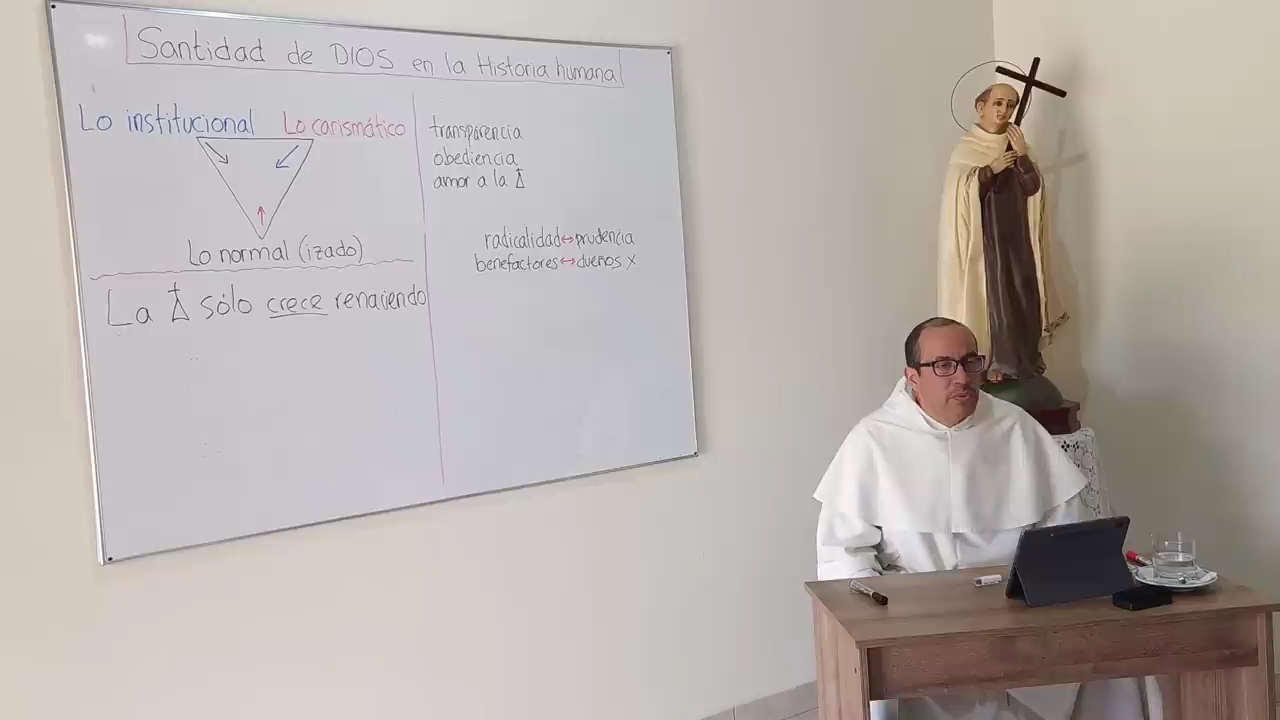 Santidad de DIOS en la Historia humana
Lo institucional Lo carismático
Lo normal (izado)
La sólo crece renaciendo
transparencia
obediencia
amor a la
radicalidad↔prudencia
benefactores↔dueños x